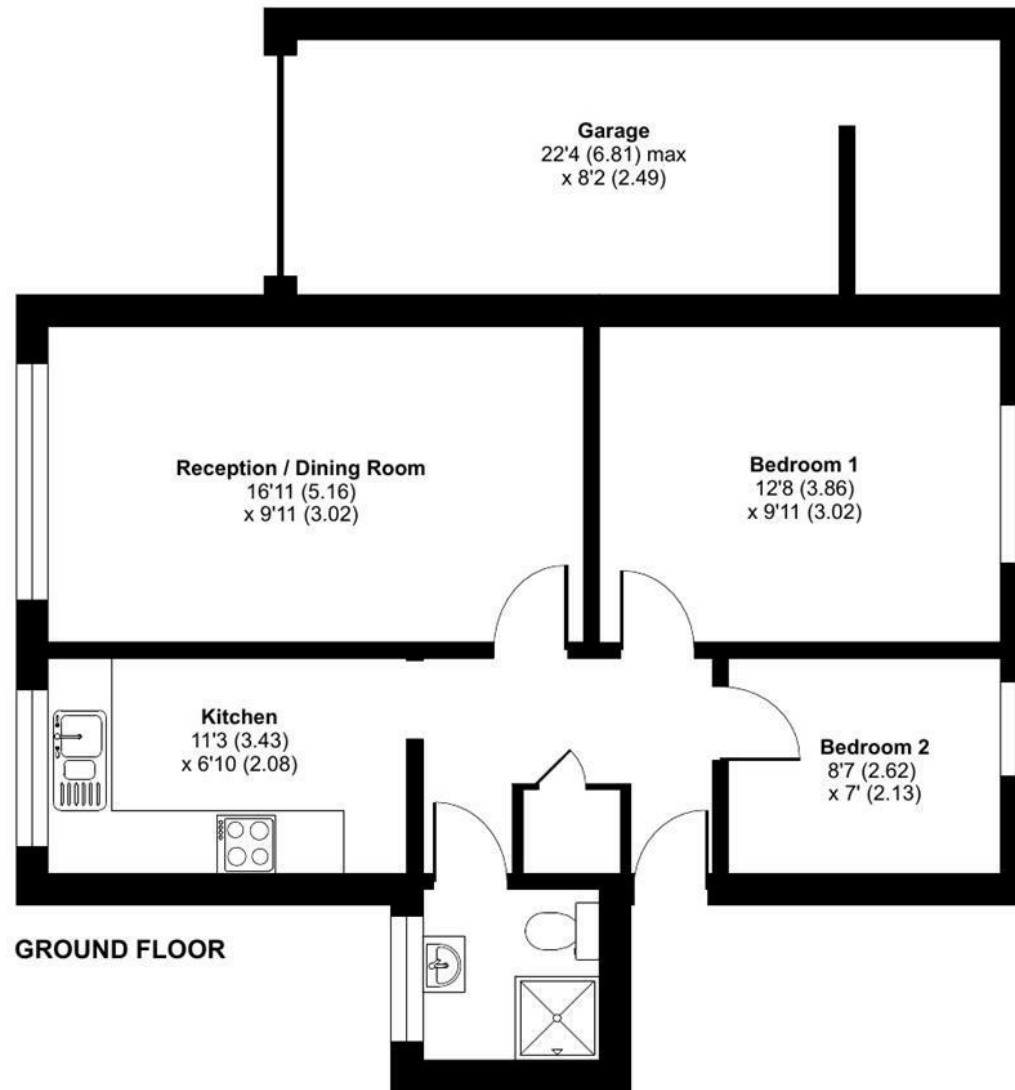 Garage
22'4 (6.81) max
x 8'2 (2.49)
Reception / Dining Room
16'11 (5.16)
x 9'11 (3.02)
Bedroom 1
12'8 (3.86)
x 9'11 (3.02)
Kitchen
11'3 (3.43)
x 6'10 (2.08)
Bedroom 2
8'7 (2.62)
x 7' (2.13)
GROUND FLOOR